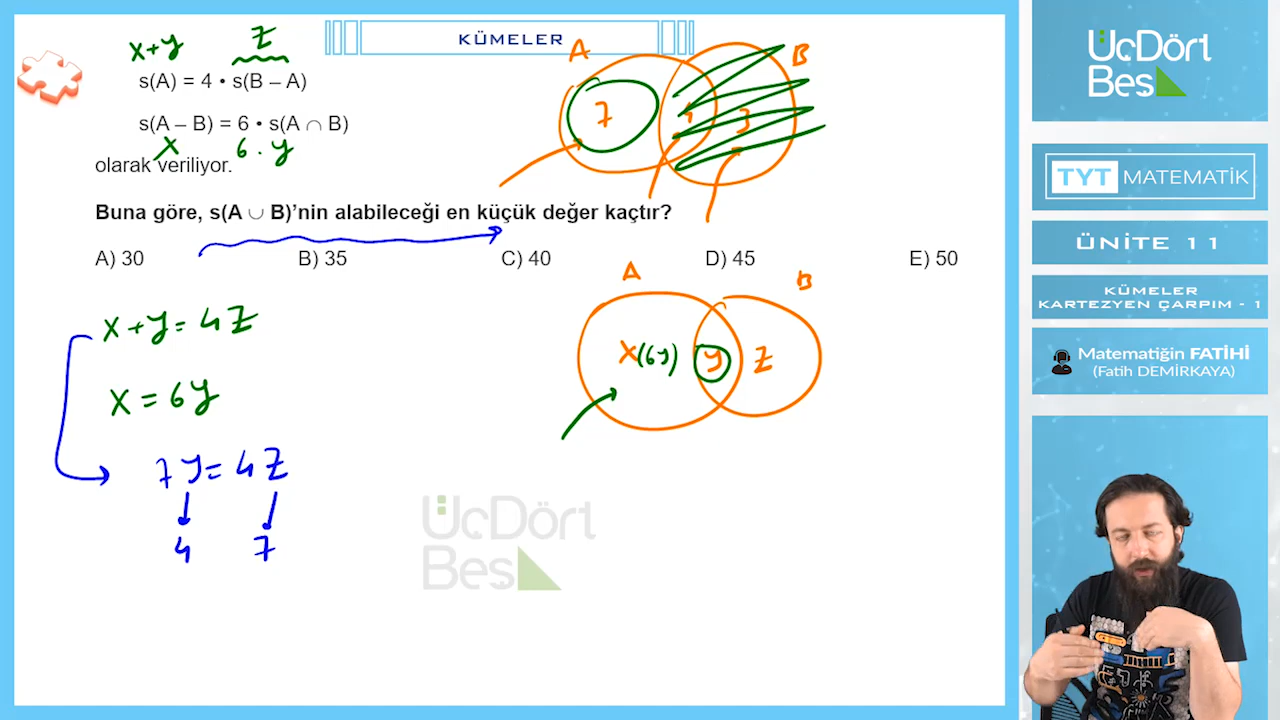 KÜMELER
x+y
z
s(A) = 4 • s(B – A)
s(A – B) = 6 • s(A ∩ B)
x
6 . y
olarak veriliyor.
Buna göre, s(A ∪ B)'nin alabileceği en küçük değer kaçtır?
A) 30
B) 35
C) 40
D) 45
E) 50
A
B
7
A
B
x(6y)
y
z
x+y=4z
x=6y
7y=4z
4
7
ÜçDört
Beş
ÜçDört
Beş
TYT MATEMATİK
ÜNİTE 11
KÜMELER
KARTEZYEN ÇARPIM - 1
Matematiğin FATİHİ
(Fatih DEMİRKAYA)